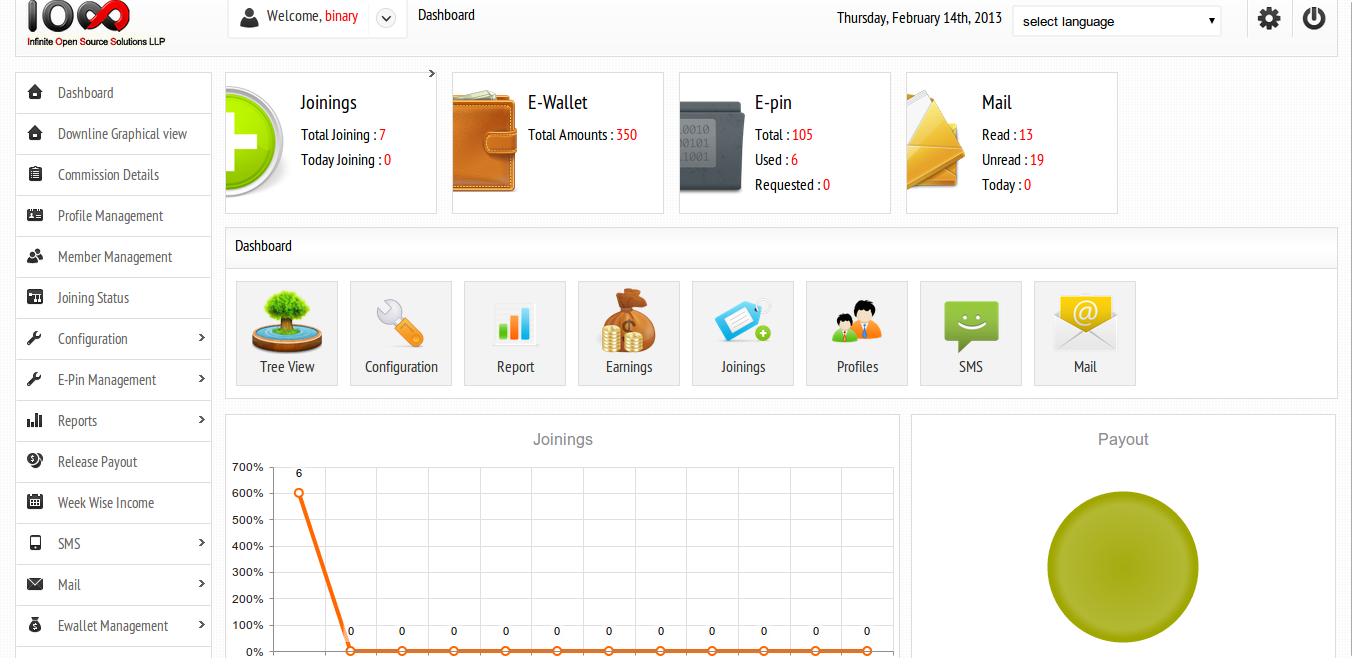 IOSS
Infinite Open Source Solutions LLP
Welcome, binary
Dashboard
Thursday, February 14th, 2013
select language
Dashboard
Downline Graphical view
Commission Details
Profile Management
Member Management
Joining Status
Configuration
E-Pin Management
Reports
Release Payout
Week Wise Income
SMS
Mail
Ewallet Management
Joinings
Total Joining : 7
Today Joining : 0
E-Wallet
Total Amounts : 350
0010
00101
11001
E-pin
Total : 105
Used : 6
Requested : 0
Mail
Read : 13
Unread : 19
Today : 0
Dashboard
Tree View
Configuration
Report
Earnings
Joinings
Profiles
SMS
@
Mail
Joinings
700%
600%
500%
400%
300%
200%
100%
0%
6
0 0 0 0 0 0 0 0 0 0 0
Payout